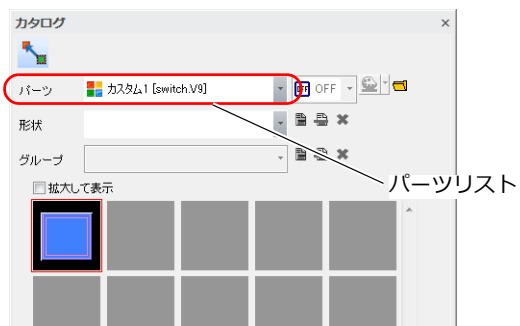 カタログ
パーツ カスタム1 [switch.V9] OFF OFF
形状
グループ
拡大して表示
パーツリスト